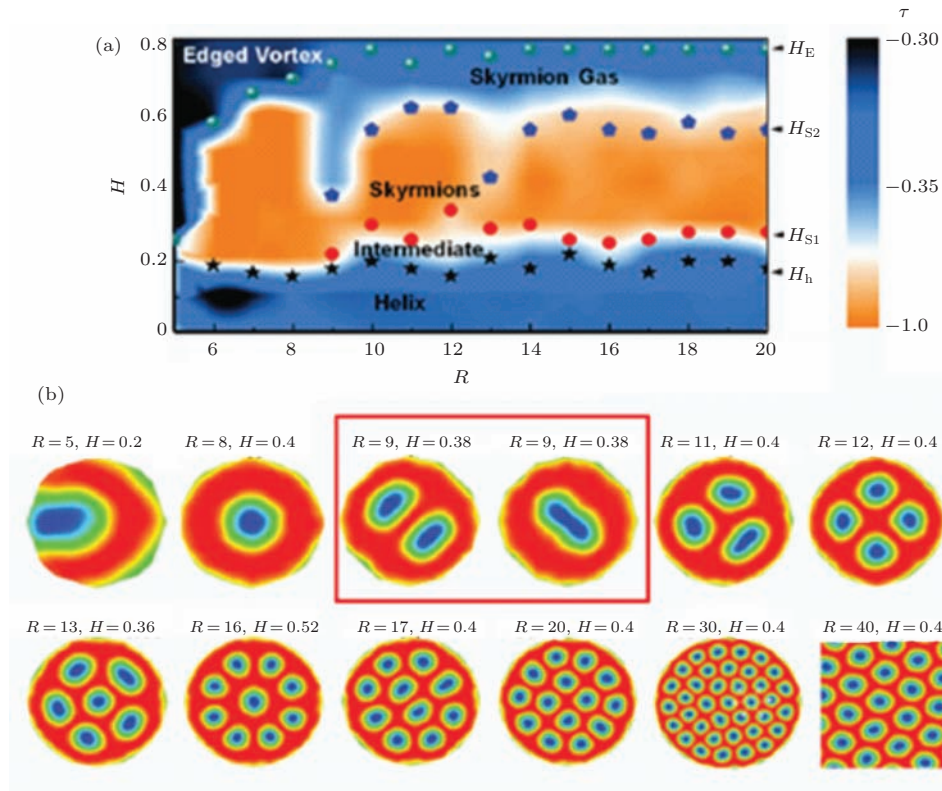 (a)
τ
0.8
0.6
0.4
0.2
0
H
Edged Vortex
Skyrmion Gas
Skyrmions
Intermediate
Helix
H_E
H_S2
H_S1
H_h
−0.30
−0.35
−1.0
6 8 10 12 14 16 18 20
R
(b)
R=5, H=0.2 R=8, H=0.4 R=9, H=0.38 R=9, H=0.38 R=11, H=0.4 R=12, H=0.4
R=13, H=0.36 R=16, H=0.52 R=17, H=0.4 R=20, H=0.4 R=30, H=0.4 R=40, H=0.4